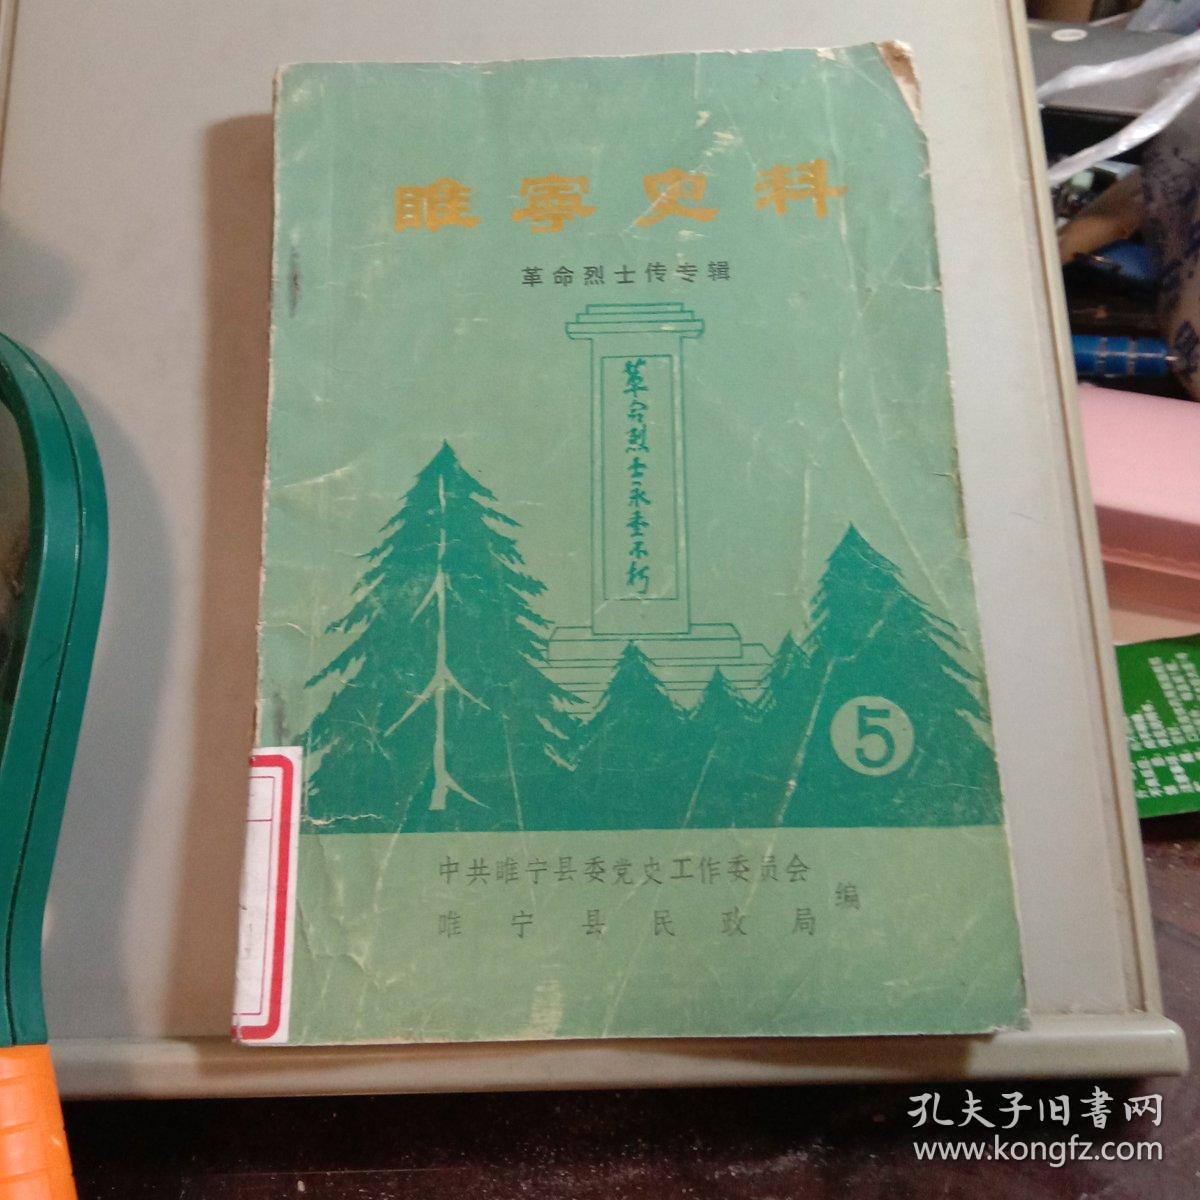 睢寧史料
革命烈士传专辑
革命烈士永垂不朽
5
中共睢宁县委党史工作委员会
睢宁县民政局
编
孔夫子旧書网
www.kongfz.com